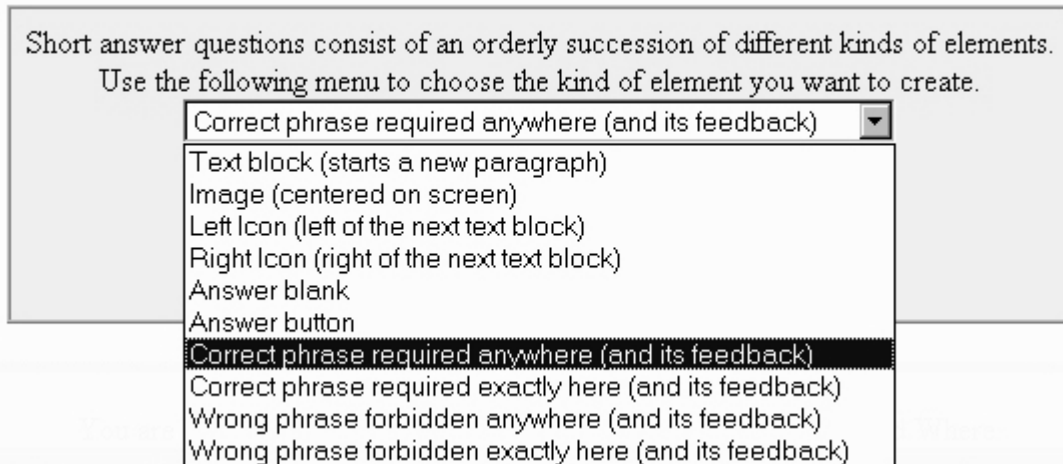 Short answer questions consist of an orderly succession of different kinds of elements.
Use the following menu to choose the kind of element you want to create.
Correct phrase required anywhere (and its feedback)
Text block (starts a new paragraph)
Image (centered on screen)
Left Icon (left of the next text block)
Right Icon (right of the next text block)
Answer blank
Answer button
Correct phrase required anywhere (and its feedback)
Correct phrase required exactly here (and its feedback)
Wrong phrase forbidden anywhere (and its feedback)
Wrong phrase forbidden exactly here (and its feedback)
You are